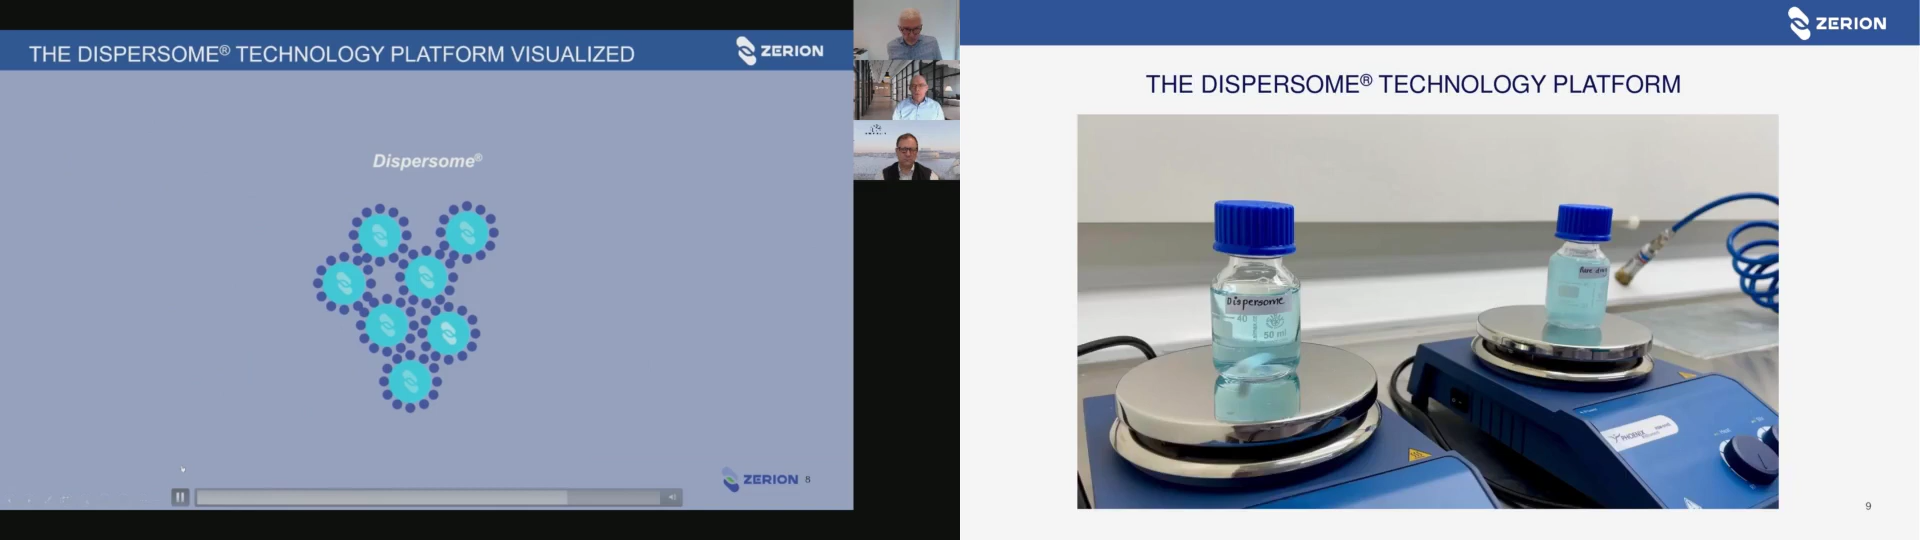 THE DISPERSOME® TECHNOLOGY PLATFORM VISUALIZED
ZERION
Dispersome®
ZERION 8
ZERION
THE DISPERSOME® TECHNOLOGY PLATFORM
Dispersome
40
50 ml
PHOENIX
9